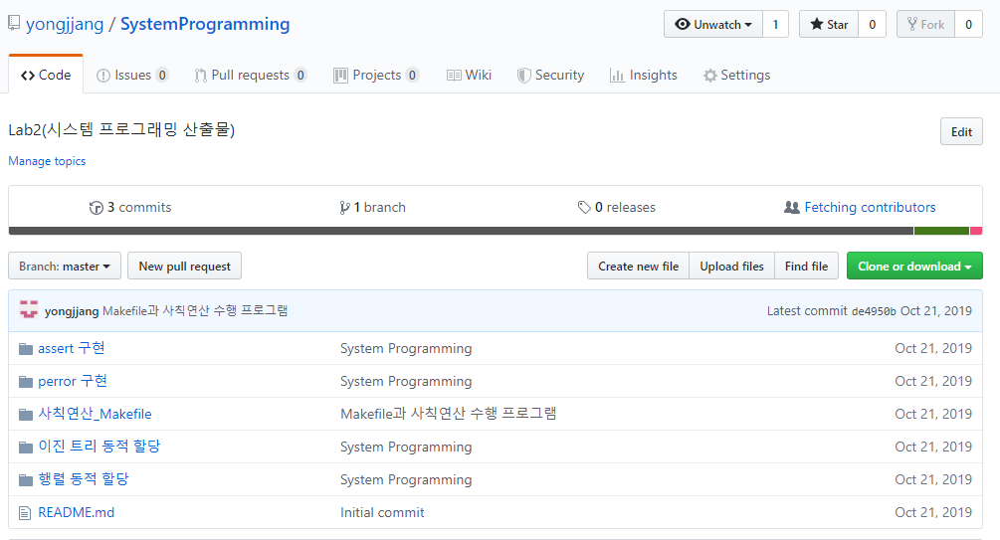 yongjjang / SystemProgramming
Unwatch 1 Star 0 Fork 0
Code Issues 0 Pull requests 0 Projects 0 Wiki Security Insights Settings
Lab2(시스템 프로그래밍 산출물) Edit
Manage topics
3 commits 1 branch 0 releases Fetching contributors
Branch: master New pull request Create new file Upload files Find file Clone or download
yongjjang Makefile과 사칙연산 수행 프로그램 Latest commit de4950b Oct 21, 2019
assert 구현 System Programming Oct 21, 2019
perror 구현 System Programming Oct 21, 2019
사칙연산_Makefile Makefile과 사칙연산 수행 프로그램 Oct 21, 2019
이진 트리 동적 할당 System Programming Oct 21, 2019
행렬 동적 할당 System Programming Oct 21, 2019
README.md Initial commit Oct 21, 2019